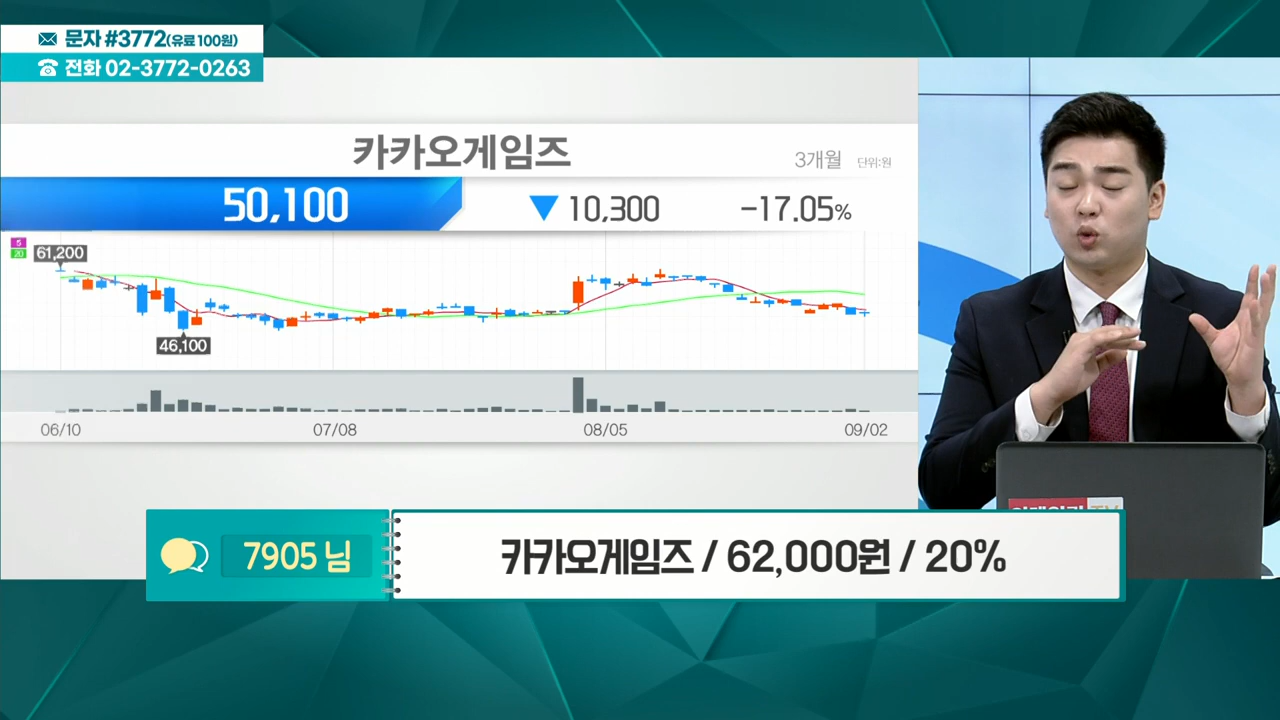 문자 #3772(유료100원)
전화 02-3772-0263
카카오게임즈
3개월 단위:원
50,100 ▼ 10,300 -17.05%
5
20
61,200
46,100
06/10 07/08 08/05 09/02
7905 님
카카오게임즈 / 62,000원 / 20%